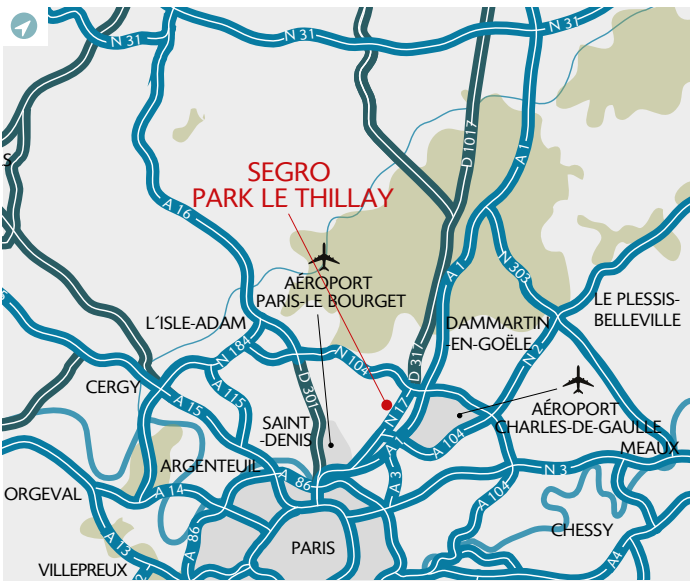 N 31
N 31
N 31
S
D 1017
A 1
SEGRO
PARK LE THILLAY
A 16
AÉROPORT
PARIS-LE BOURGET
A 1
N 303
LE PLESSIS-
BELLEVILLE
L´ISLE-ADAM
DAMMARTIN
-EN-GOËLE
N 184
N 104
D 317
N 2
CERGY
A 115
D 301
A 15
N 17
AÉROPORT
CHARLES-DE-GAULLE
SAINT
-DENIS
A 1
A 104
MEAUX
ARGENTEUIL
A 86
A 3
N 3
ORGEVAL
A 14
A 104
A 86
A 13
CHESSY
PARIS
A4
VILLEPREUX